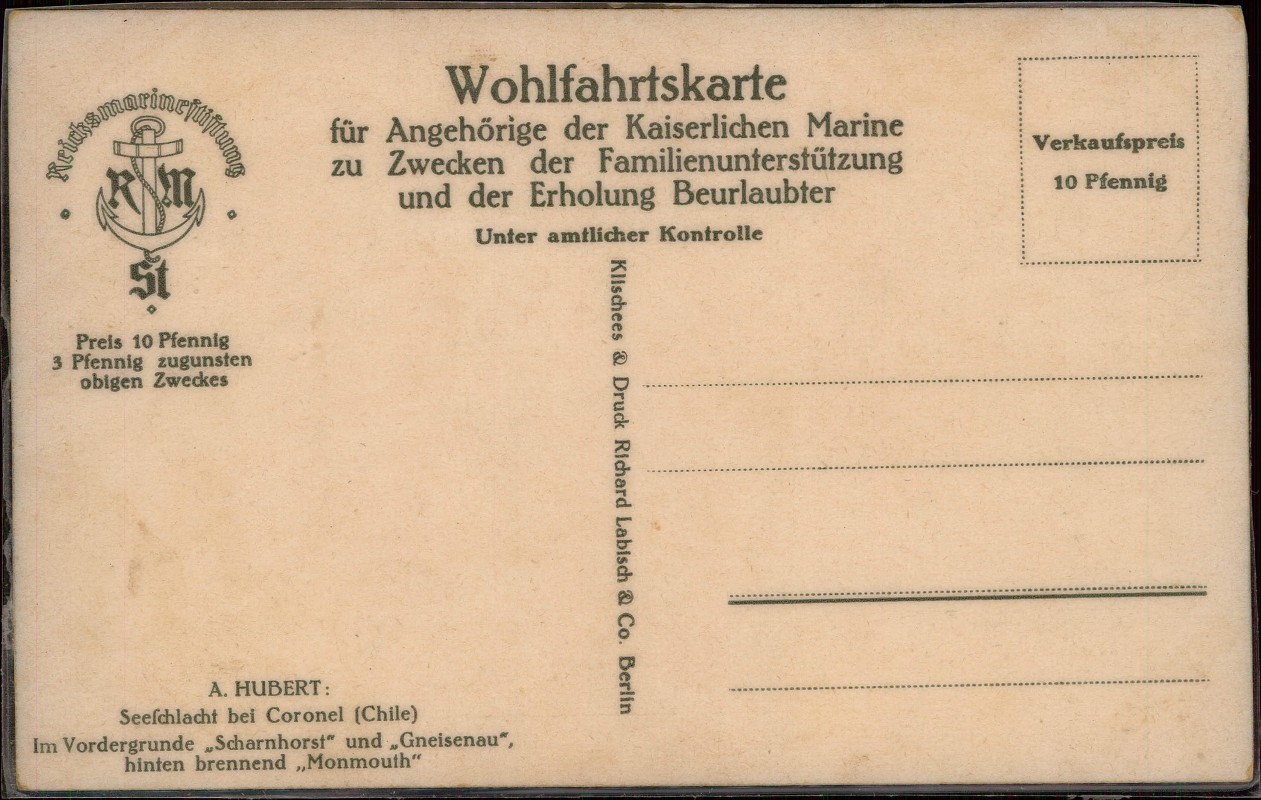 Reichsmarinestiftung
R M
St
Preis 10 Pfennig
3 Pfennig zugunsten
obigen Zweckes
Wohlfahrtskarte
für Angehörige der Kaiserlichen Marine
zu Zwecken der Familienunterstützung
und der Erholung Beurlaubter
Unter amtlicher Kontrolle
Verkaufspreis
10 Pfennig
Klischees & Druck Richard Labisch & Co. Berlin
A. HUBERT:
Seeſchlacht bei Coronel (Chile)
Im Vordergrunde „Scharnhorst" und „Gneisenau",
hinten brennend „Monmouth"